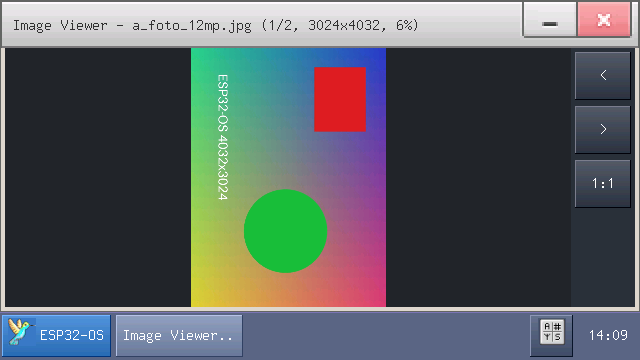 Image Viewer - a_foto_12mp.jpg (1/2, 3024x4032, 6%)
ESP32-OS 4032x3024
<
>
1:1
ESP32-OS
Image Viewer..
A#
TS
14:09